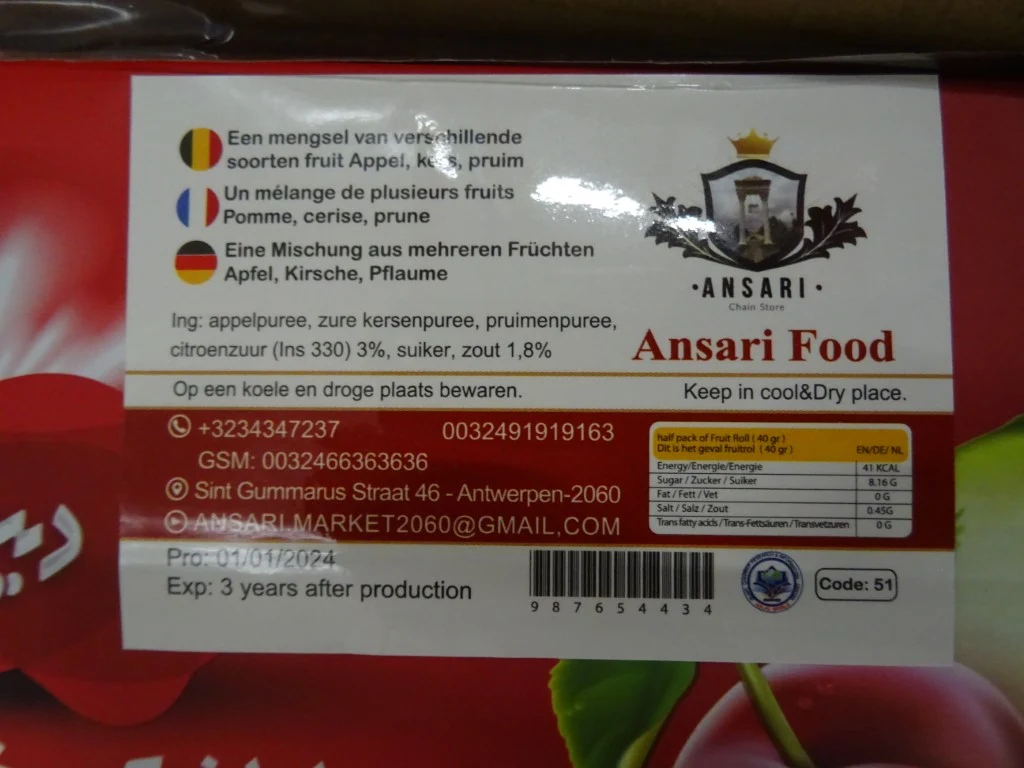 Een mengsel van verschillende
soorten fruit Appel, kers, pruim
Un mélange de plusieurs fruits
Pomme, cerise, prune
Eine Mischung aus mehreren Früchten
Apfel, Kirsche, Pflaume
Ing: appelpuree, zure kersenpuree, pruimenpuree,
citroenzuur (Ins 330) 3%, suiker, zout 1,8%
·ANSARI·
Chain Store
Ansari Food
Op een koele en droge plaats bewaren.
Keep in cool&Dry place.
+3234347237 0032491919163
GSM: 0032466363636
Sint Gummarus Straat 46 - Antwerpen-2060
ANSARI.MARKET2060@GMAIL,COM
half pack of Fruit Roll ( 40 gr )
Dit is het geval fruitrol ( 40 gr ) EN/DE/ NL
Energy/Energie/Energie 41 KCAL
Sugar / Zucker / Suiker 8.16 G
Fat / Fett / Vet 0 G
Salt / Salz / Zout 0.45G
Trans fatty acids / Trans-Fettsäuren / Transvetzuren 0 G
Pro: 01/01/2024
Exp: 3 years after production
9 8 7 6 5 4 4 3 4
Code: 51